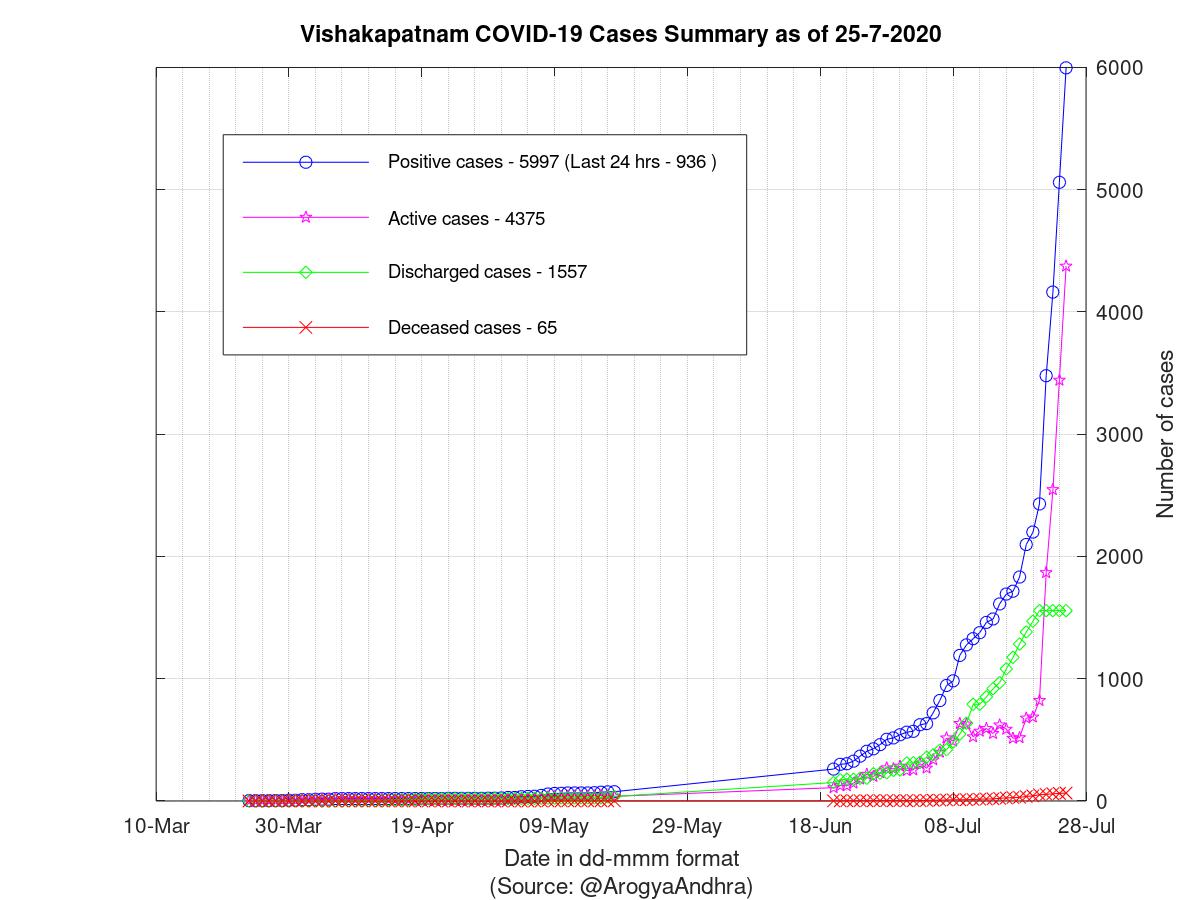 Vishakapatnam COVID-19 Cases Summary as of 25-7-2020
Positive cases - 5997 (Last 24 hrs - 936 )
Active cases - 4375
Discharged cases - 1557
Deceased cases - 65
6000
5000
4000
3000
2000
1000
0
Number of cases
10-Mar 30-Mar 19-Apr 09-May 29-May 18-Jun 08-Jul 28-Jul
Date in dd-mmm format
(Source: @ArogyaAndhra)